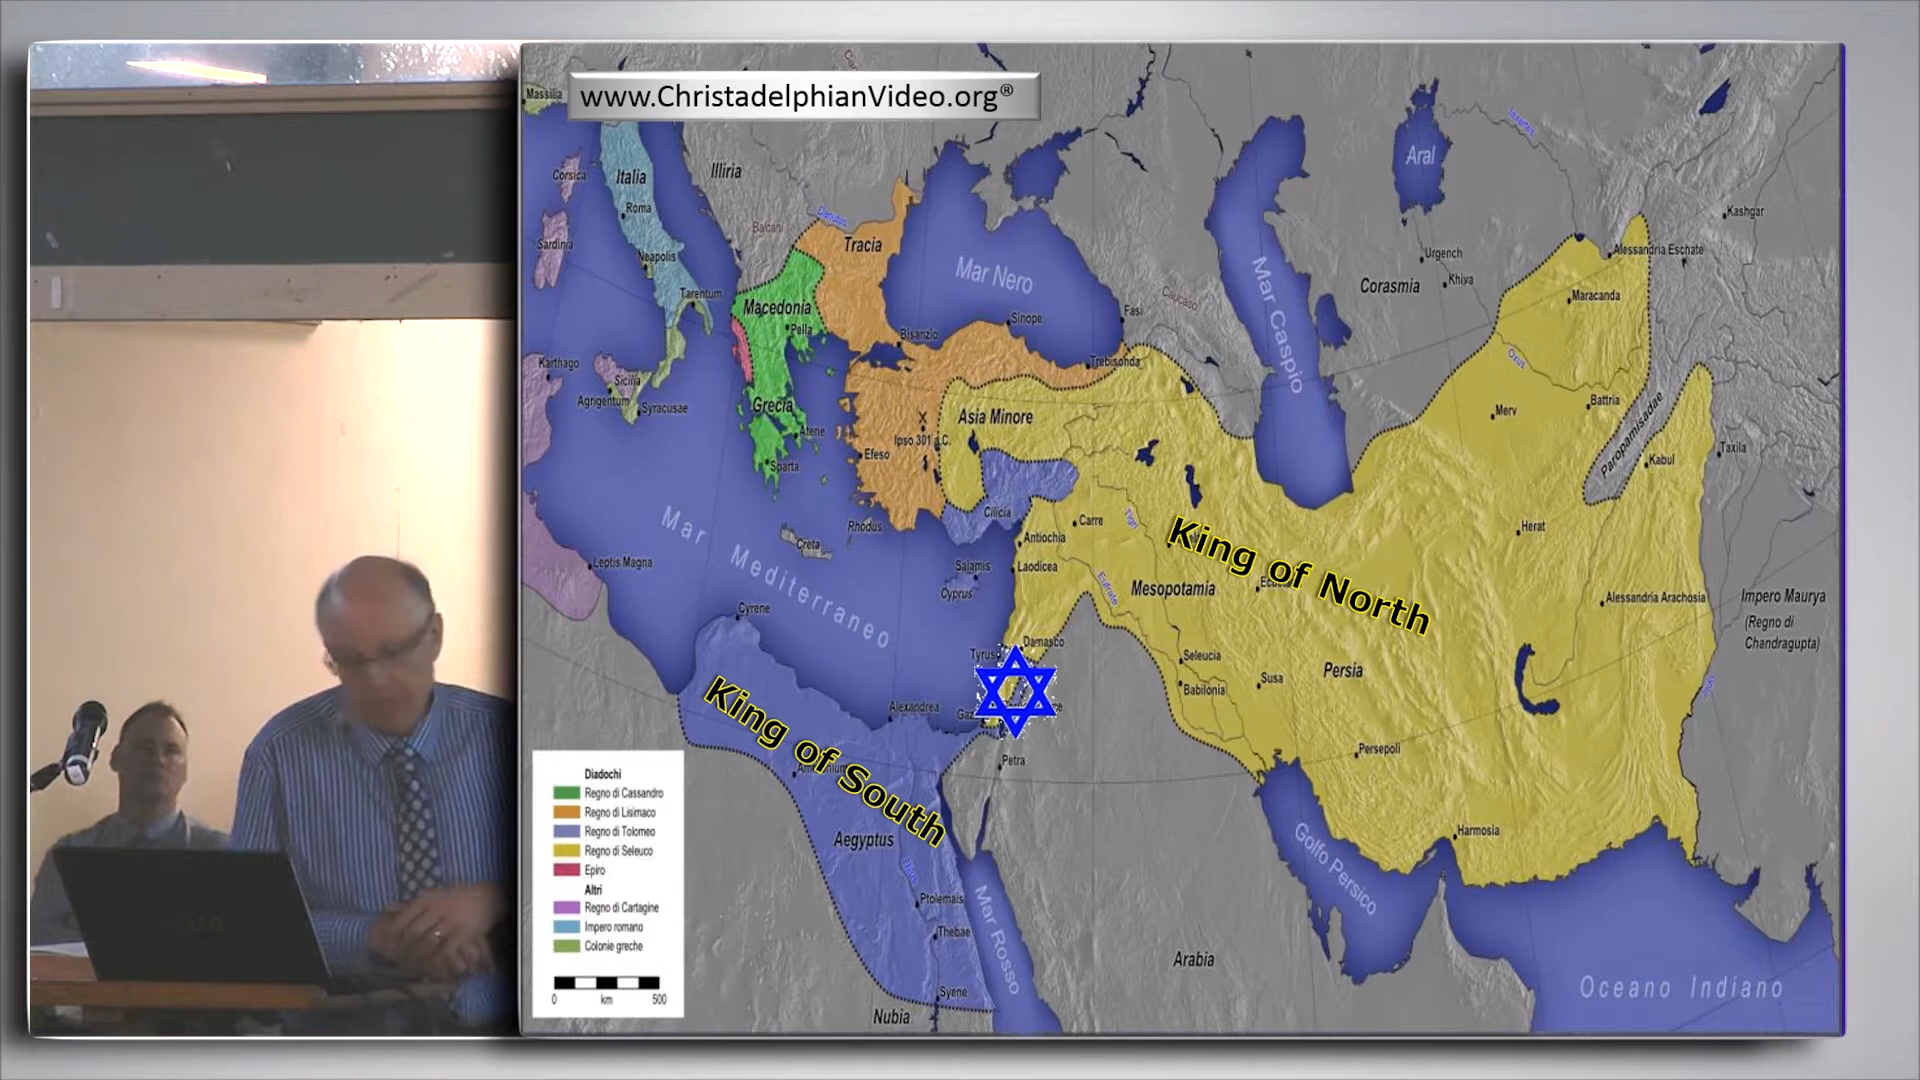 www.ChristadelphianVideo.org®
Massilia
Corsica
Italia
Roma
Sardinia
Neapolis
Tarentum
Illiria
Balcani
Danubio
Tracia
Mar Nero
Macedonia
Pella
Bisanzio
Sinope
Fasi
Caucaso
Trebisonda
Mar Caspio
Aral
Iaxartes
Kashgar
Urgench
Khiva
Corasmia
Alessandria Eschate
Maracanda
Oxus
Merv
Battria
Paropamisadae
Kabul
Taxila
Karthago
Sicilia
Agrigentum
Syracusae
Grecia
Atene
Sparta
Asia Minore
Ipso 301 a.C.
Efeso
Rhodus
Creta
Cilicia
Carre
Tigri
Antiochia
Laodicea
Salamis
Cyprus
Eufrate
Mesopotamia
King of North
Herat
Alessandria Arachosia
Impero Maurya
(Regno di
Chandragupta)
Leptis Magna
Mar Mediterraneo
Cyrene
Damasco
Tyrus
Seleucia
Babilonia
Susa
Persia
Persepoli
Alexandrea
King of South
Petra
Aegyptus
Harmosia
Golfo Persico
Ptolemais
Thebae
Mar Rosso
Syene
Nubia
Arabia
Oceano Indiano
Diadochi
Regno di Cassandro
Regno di Lisimaco
Regno di Tolomeo
Regno di Seleuco
Epiro
Altri
Regno di Cartagine
Impero romano
Colonie greche
0 km 500